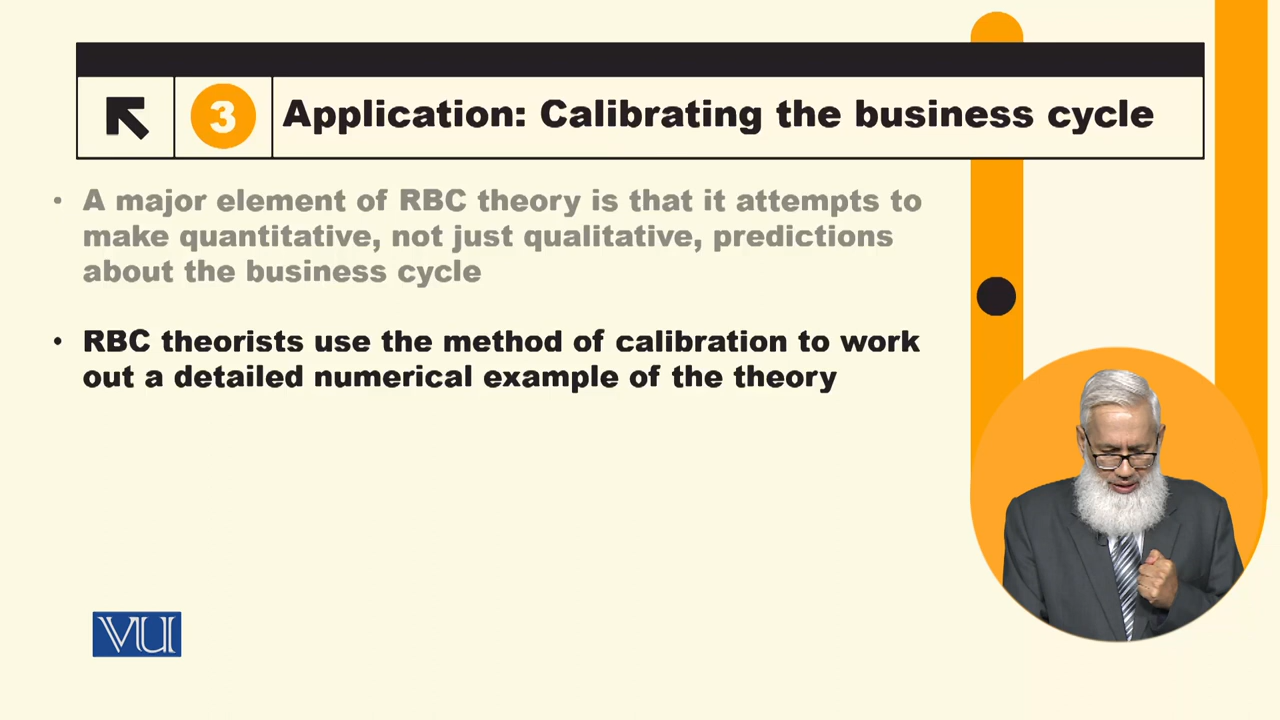 3
Application: Calibrating the business cycle
• A major element of RBC theory is that it attempts to
make quantitative, not just qualitative, predictions
about the business cycle
• RBC theorists use the method of calibration to work
out a detailed numerical example of the theory
VU